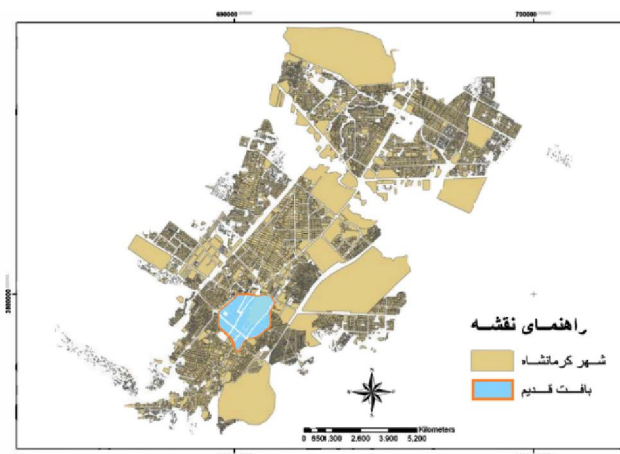 690000 700000
3800000
راهنمای نقشه
شهر کرمانشاه
بافت قدیم
Kilometers
0 650 1,300 2,600 3,900 5,200